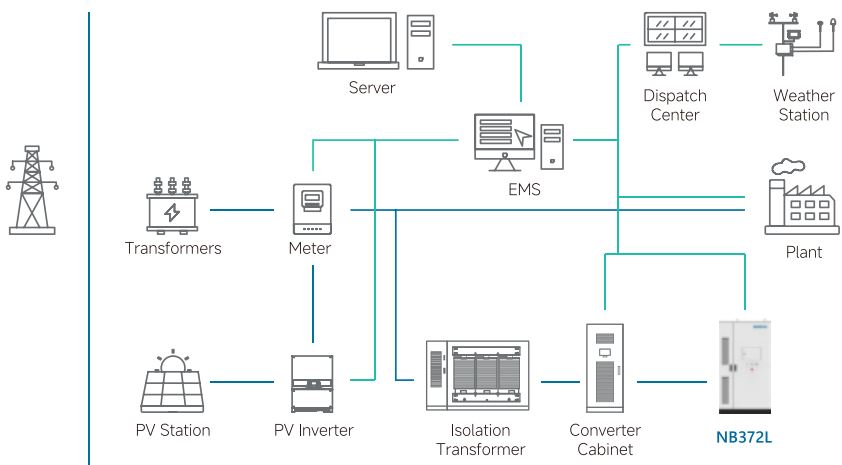 Server
Dispatch
Center
Weather
Station
EMS
Transformers
Meter
Plant
PV Station
PV Inverter
Isolation
Transformer
Converter
Cabinet
NB372L